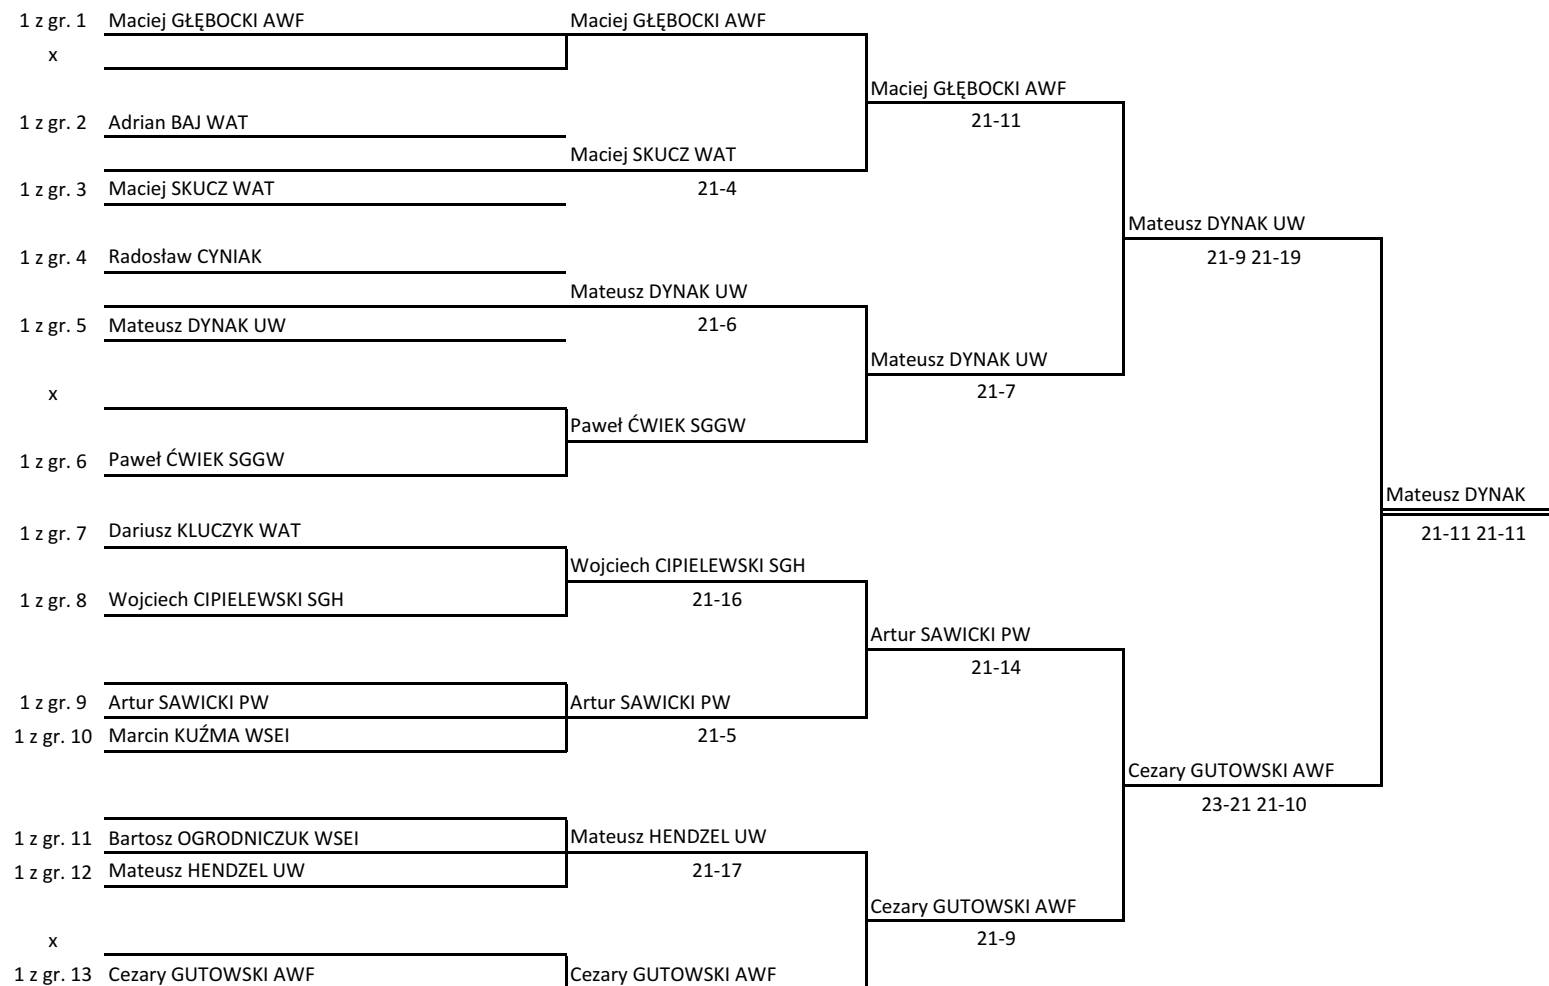 1 z gr. 1 Maciej GŁĘBOCKI AWF Maciej GŁĘBOCKI AWF
x
Maciej GŁĘBOCKI AWF
1 z gr. 2 Adrian BAJ WAT 21-11
Maciej SKUCZ WAT
1 z gr. 3 Maciej SKUCZ WAT 21-4
Mateusz DYNAK UW
1 z gr. 4 Radosław CYNIAK 21-9 21-19
Mateusz DYNAK UW
1 z gr. 5 Mateusz DYNAK UW 21-6
Mateusz DYNAK UW
x 21-7
Paweł ĆWIEK SGGW
1 z gr. 6 Paweł ĆWIEK SGGW
Mateusz DYNAK
1 z gr. 7 Dariusz KLUCZYK WAT 21-11 21-11
Wojciech CIPIELEWSKI SGH
1 z gr. 8 Wojciech CIPIELEWSKI SGH 21-16
Artur SAWICKI PW
21-14
1 z gr. 9 Artur SAWICKI PW Artur SAWICKI PW
1 z gr. 10 Marcin KUŹMA WSEI 21-5
Cezary GUTOWSKI AWF
23-21 21-10
1 z gr. 11 Bartosz OGRODNICZUK WSEI Mateusz HENDZEL UW
1 z gr. 12 Mateusz HENDZEL UW 21-17
Cezary GUTOWSKI AWF
x 21-9
1 z gr. 13 Cezary GUTOWSKI AWF Cezary GUTOWSKI AWF